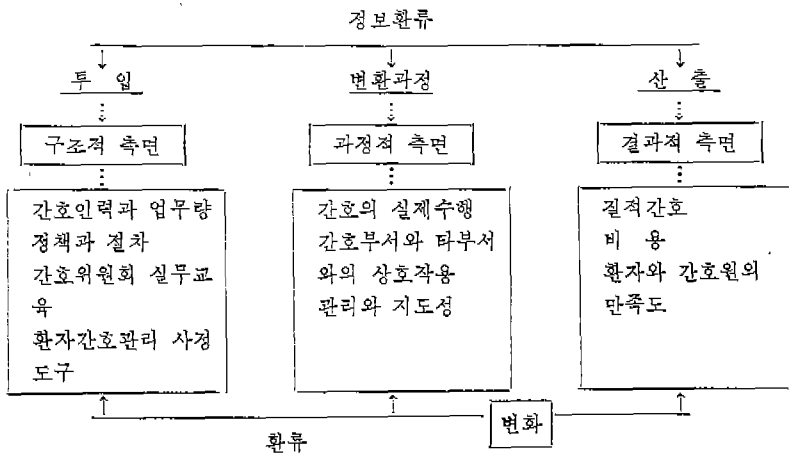 정보환류
투 입
변환과정
산 출
구조적 측면
과정적 측면
결과적 측면
간호인력과 업무량
정책과 절차
간호위원회 실무교
육
환자간호관리 사정
도구
간호의 실제수행
간호부서와 타부서
와의 상호작용
관리와 지도성
질적간호
비 용
환자와 간호원의
만족도
변화
환류